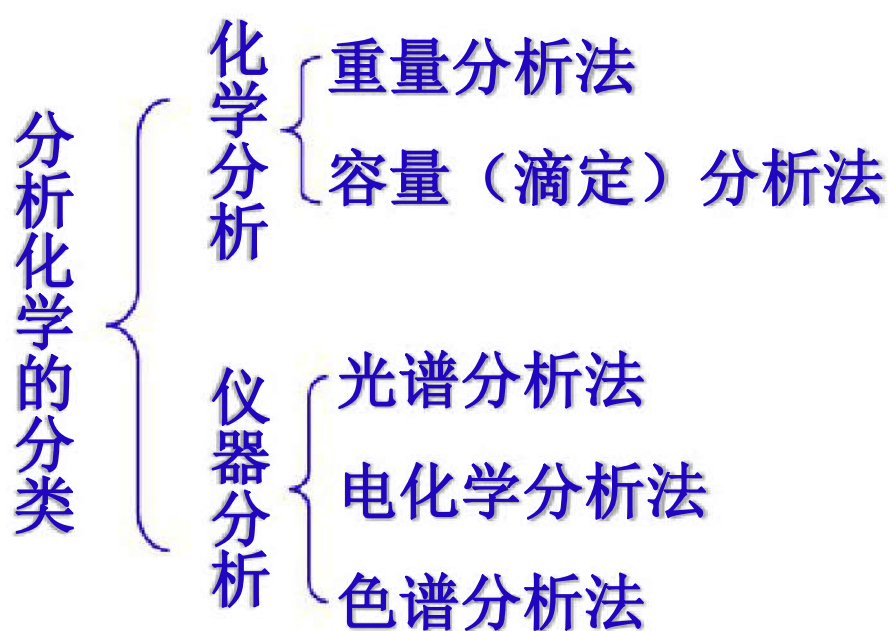 分析化学的分类
化学分析
重量分析法
容量（滴定）分析法
仪器分析
光谱分析法
电化学分析法
色谱分析法